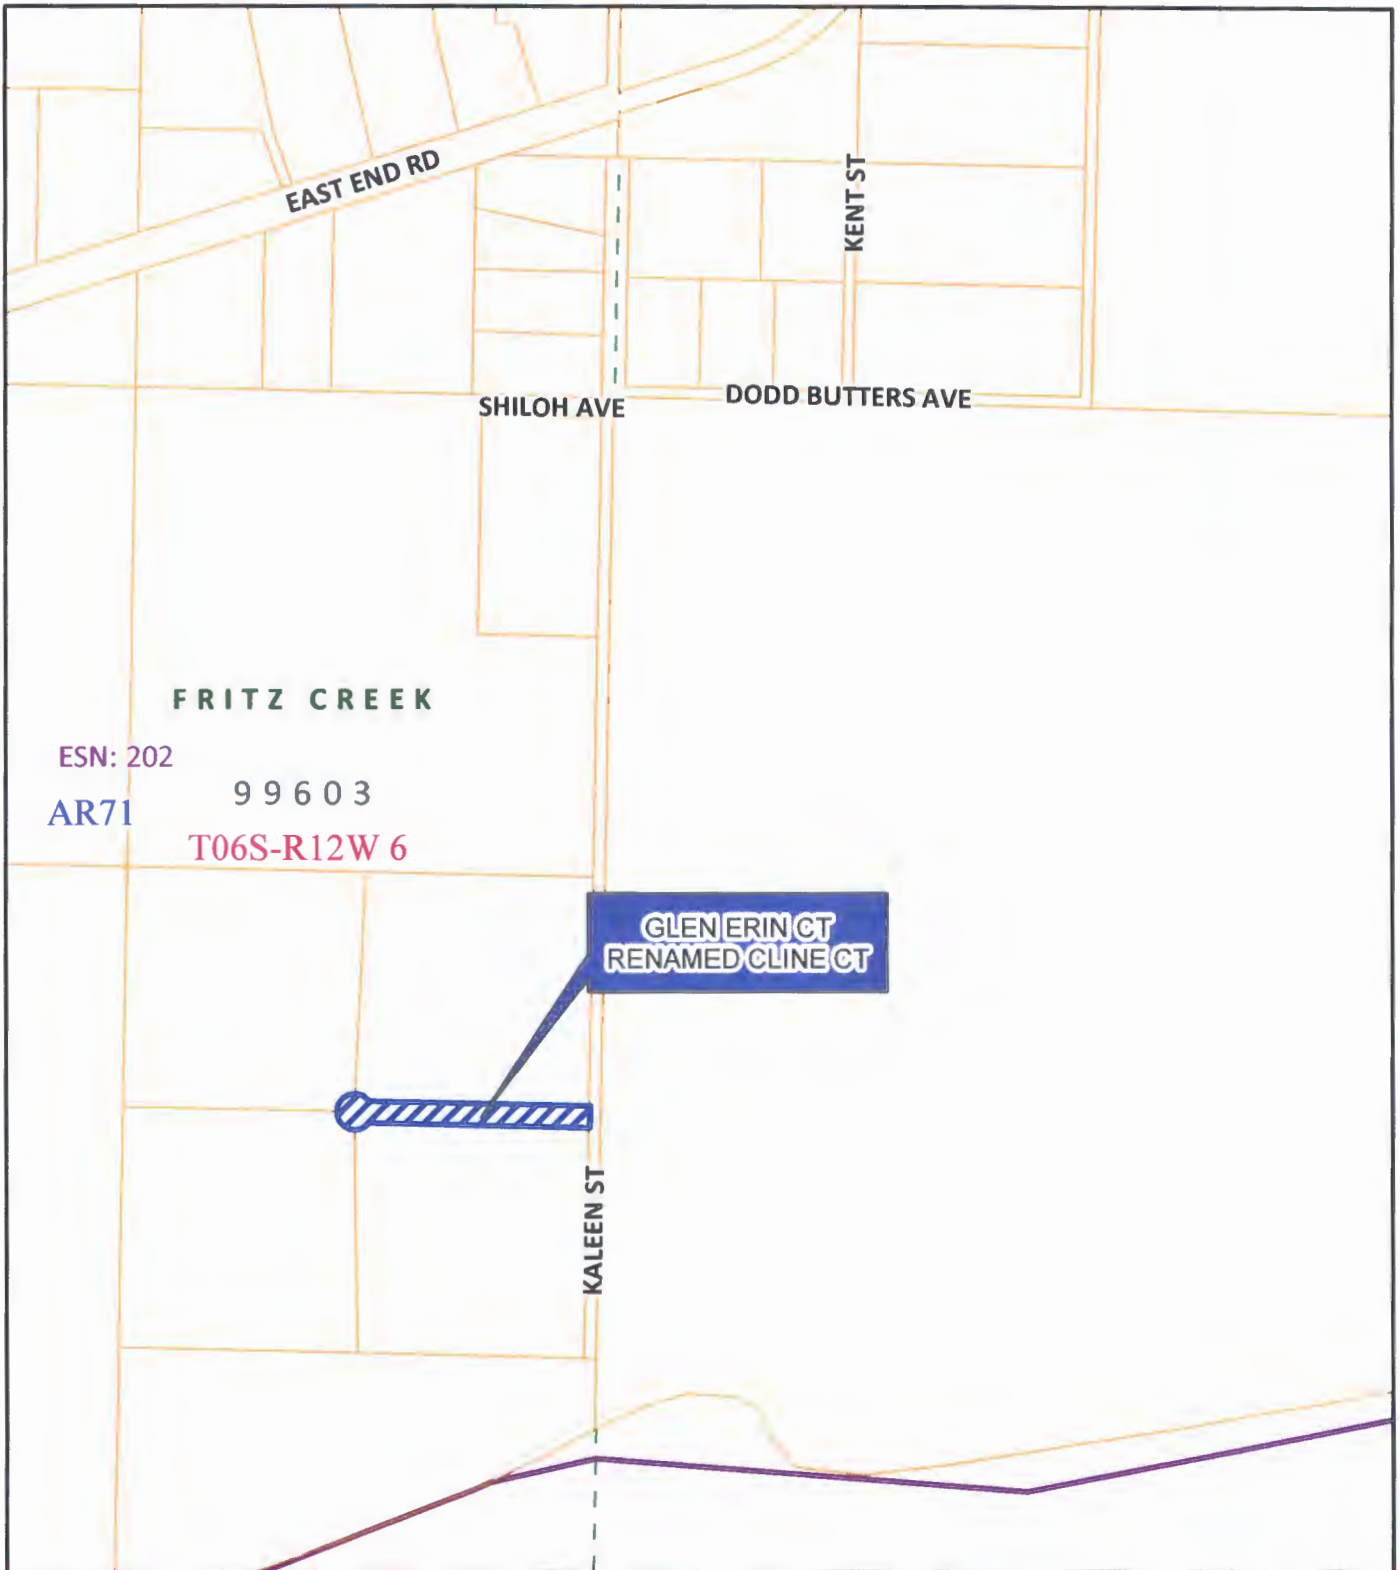 EAST END RD
KENT ST
SHILOH AVE
DODD BUTTERS AVE
FRITZ CREEK
ESN: 202
99603
AR71
T06S-R12W 6
GLEN ERIN CT
RENAMED CLINE CT
KALEEN ST